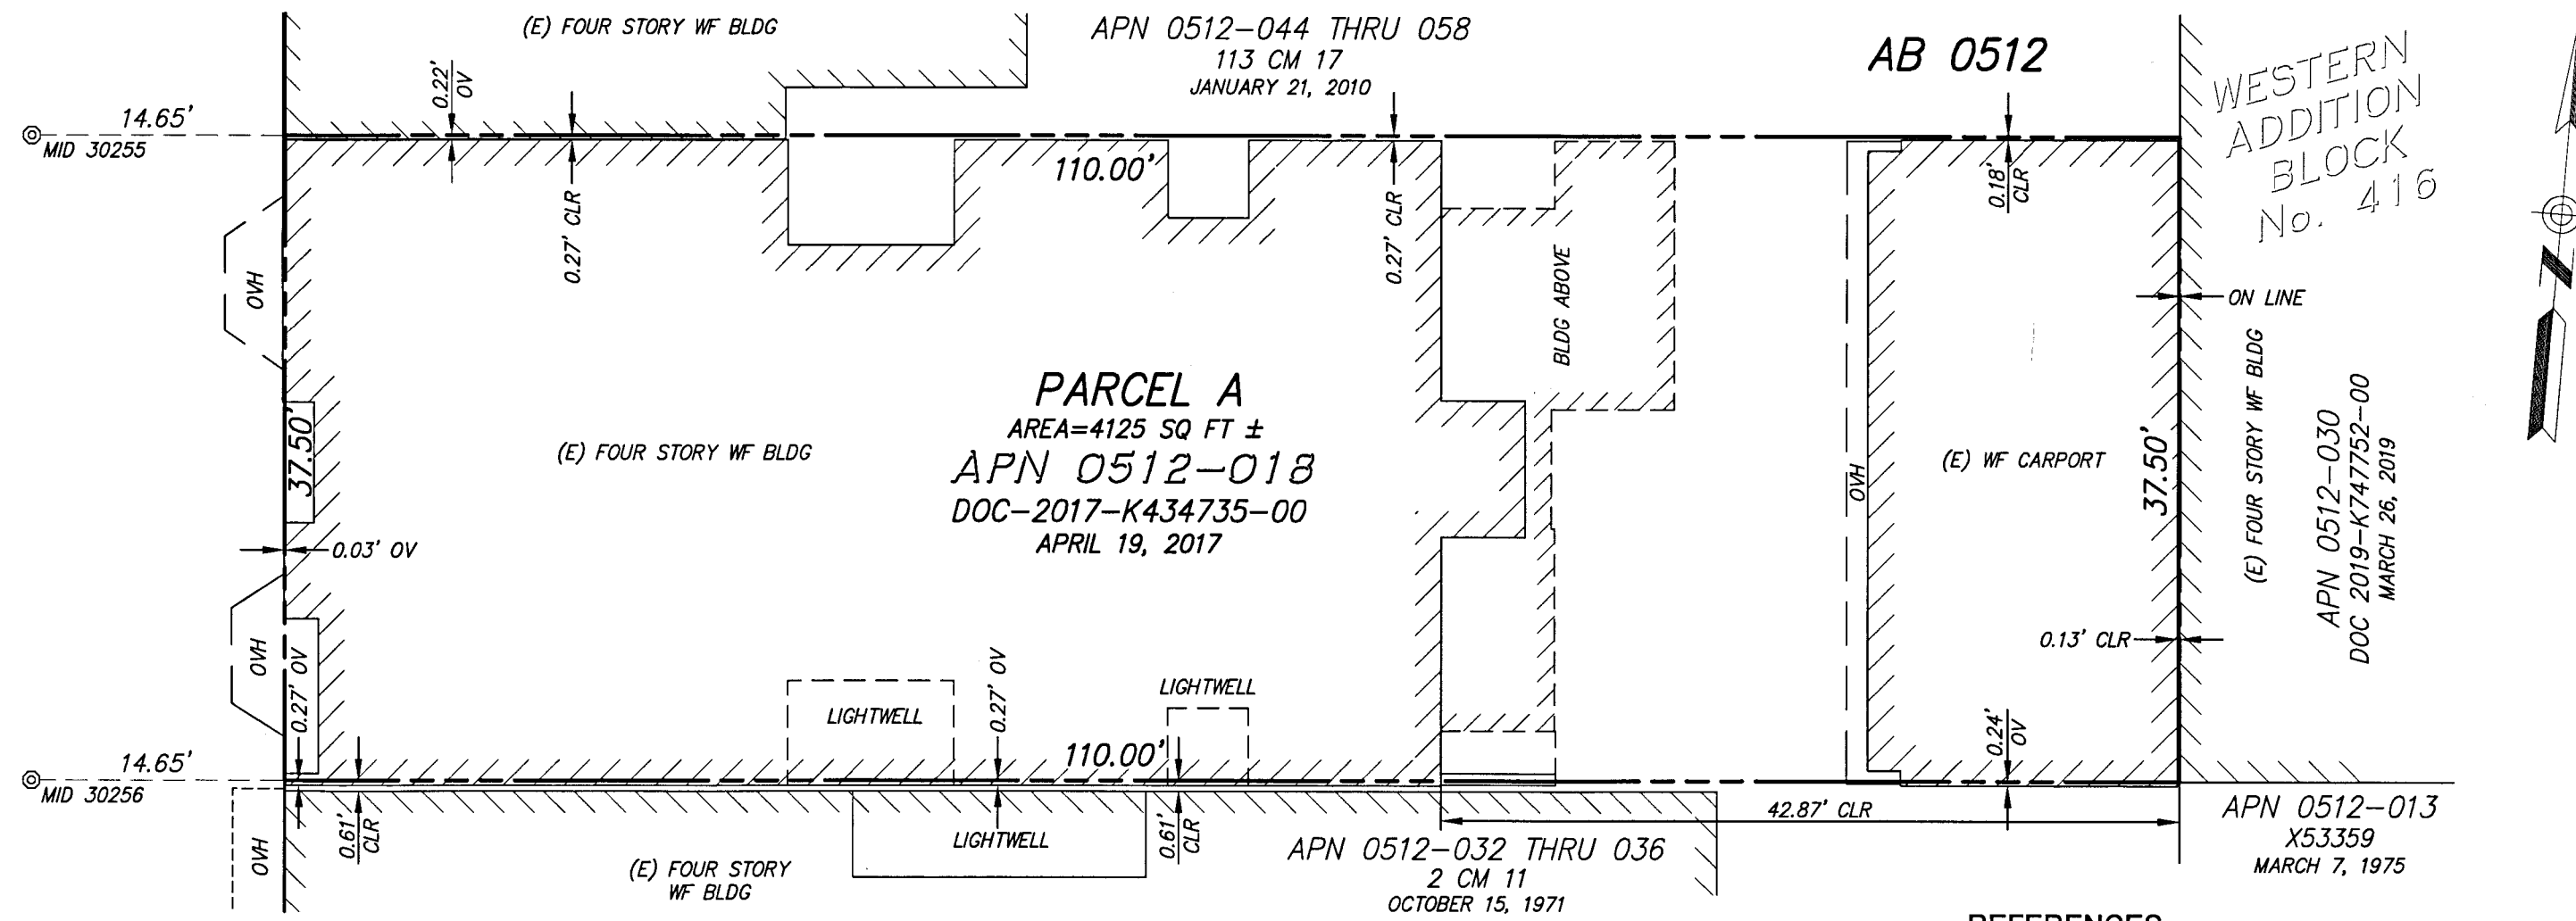 (E) FOUR STORY WF BLDG
APN 0512-044 THRU 058
113 CM 17
JANUARY 21, 2010
AB 0512
WESTERN
ADDITION
BLOCK
No. 416
0.22'
OV
14.65'
MID 30255
110.00'
0.27' CLR
0.27' CLR
0.18'
CLR
N
OVH
BLDG ABOVE
ON LINE
37.50'
(E) FOUR STORY WF BLDG
PARCEL A
AREA=4125 SQ FT ±
APN 0512-018
DOC-2017-K434735-00
APRIL 19, 2017
OVH
(E) WF CARPORT
37.50'
(E) FOUR STORY WF BLDG
APN 0512-030
DOC 2019-K747752-00
MARCH 26, 2019
0.03' OV
OVH
0.27' OV
LIGHTWELL
0.27' OV
LIGHTWELL
0.13' CLR
0.24'
OV
14.65'
MID 30256
110.00'
OVH
0.61'
CLR
LIGHTWELL
0.61'
CLR
42.87' CLR
(E) FOUR STORY
WF BLDG
APN 0512-032 THRU 036
2 CM 11
OCTOBER 15, 1971
APN 0512-013
X53359
MARCH 7, 1975
REFERENCES